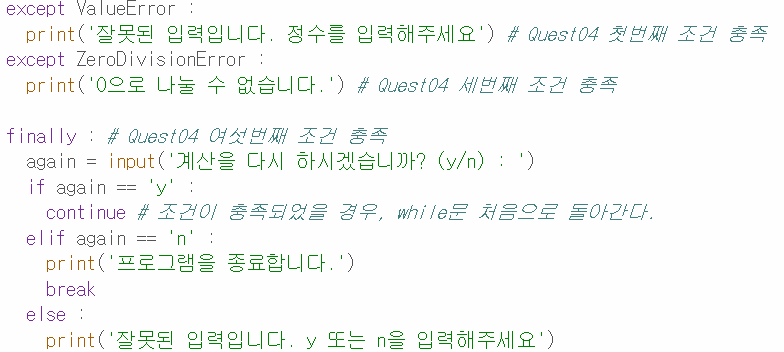 except ValueError :
print('잘못된 입력입니다. 정수를 입력해주세요') # Quest04 첫번째 조건 충족
except ZeroDivisionError :
print('0으로 나눌 수 없습니다.') # Quest04 세번째 조건 충족
finally : # Quest04 여섯번째 조건 충족
again = input('계산을 다시 하시겠습니까? (y/n) : ')
if again == 'y' :
continue # 조건이 충족되었을 경우, while문 처음으로 돌아간다.
elif again == 'n' :
print('프로그램을 종료합니다.')
break
else :
print('잘못된 입력입니다. y 또는 n을 입력해주세요')